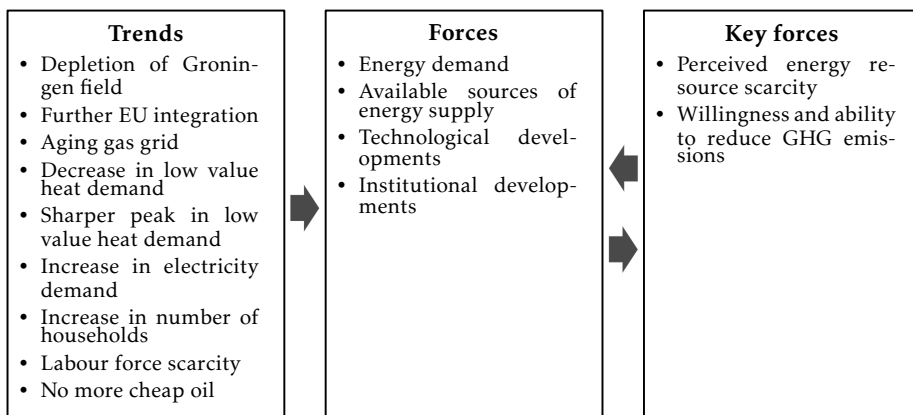 Trends
• Depletion of Gronin-
gen field
• Further EU integration
• Aging gas grid
• Decrease in low value
heat demand
• Sharper peak in low
value heat demand
• Increase in electricity
demand
• Increase in number of
households
• Labour force scarcity
• No more cheap oil
Forces
• Energy demand
• Available sources of
energy supply
• Technological devel-
opments
• Institutional develop-
ments
Key forces
• Perceived energy re-
source scarcity
• Willingness and ability
to reduce GHG emis-
sions